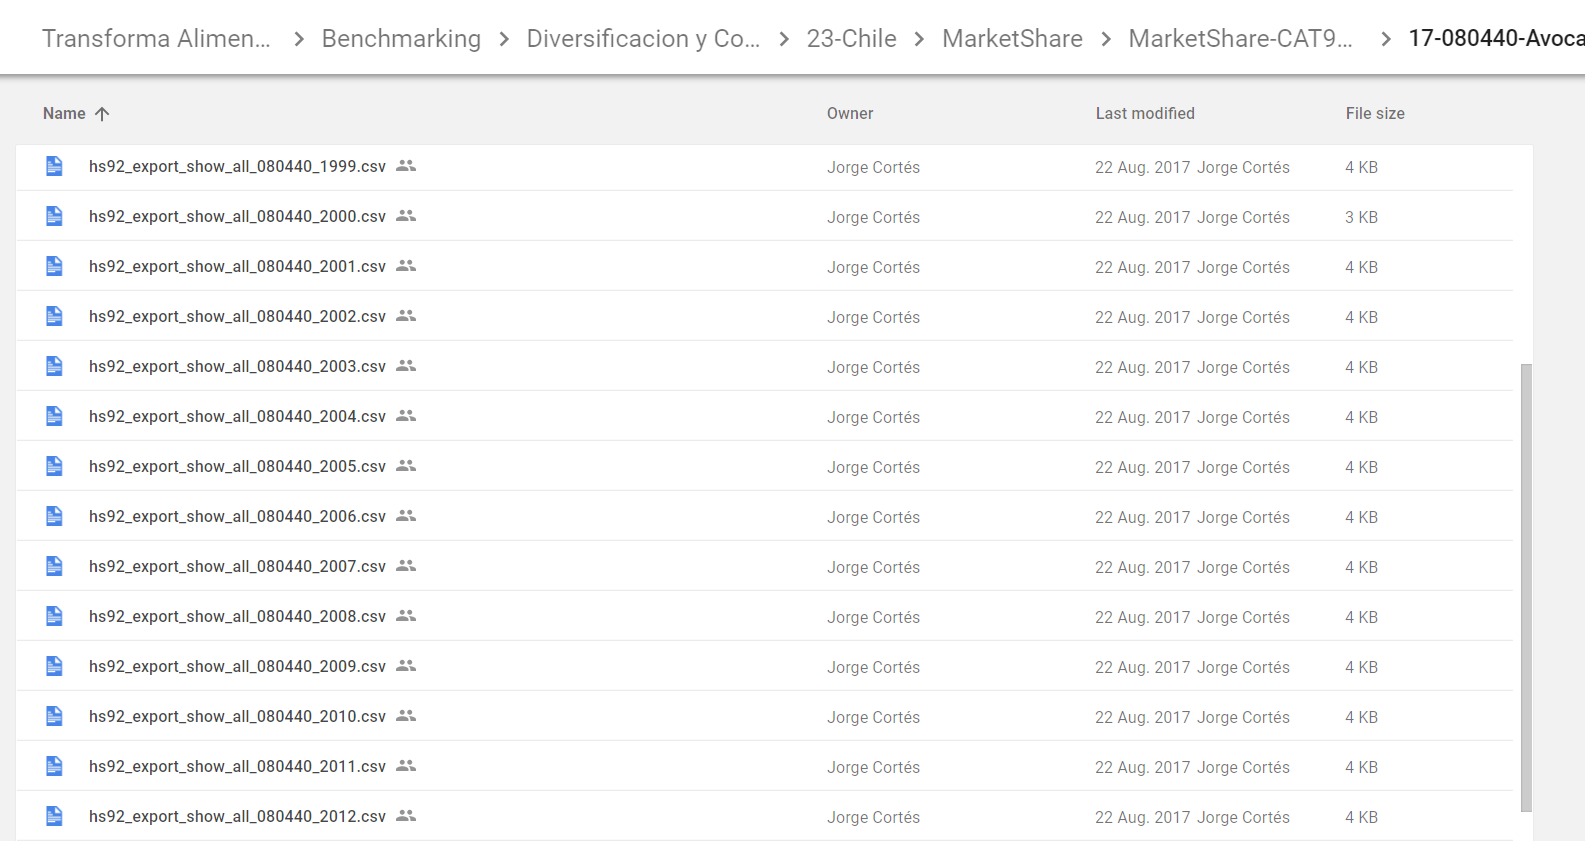 Transforma Alimen... > Benchmarking > Diversificacion y Co... > 23-Chile > MarketShare > MarketShare-CAT9... > 17-080440-Avoca
Name Owner Last modified File size
hs92_export_show_all_080440_1999.csv Jorge Cortés 22 Aug. 2017 Jorge Cortés 4 KB
hs92_export_show_all_080440_2000.csv Jorge Cortés 22 Aug. 2017 Jorge Cortés 3 KB
hs92_export_show_all_080440_2001.csv Jorge Cortés 22 Aug. 2017 Jorge Cortés 4 KB
hs92_export_show_all_080440_2002.csv Jorge Cortés 22 Aug. 2017 Jorge Cortés 4 KB
hs92_export_show_all_080440_2003.csv Jorge Cortés 22 Aug. 2017 Jorge Cortés 4 KB
hs92_export_show_all_080440_2004.csv Jorge Cortés 22 Aug. 2017 Jorge Cortés 4 KB
hs92_export_show_all_080440_2005.csv Jorge Cortés 22 Aug. 2017 Jorge Cortés 4 KB
hs92_export_show_all_080440_2006.csv Jorge Cortés 22 Aug. 2017 Jorge Cortés 4 KB
hs92_export_show_all_080440_2007.csv Jorge Cortés 22 Aug. 2017 Jorge Cortés 4 KB
hs92_export_show_all_080440_2008.csv Jorge Cortés 22 Aug. 2017 Jorge Cortés 4 KB
hs92_export_show_all_080440_2009.csv Jorge Cortés 22 Aug. 2017 Jorge Cortés 4 KB
hs92_export_show_all_080440_2010.csv Jorge Cortés 22 Aug. 2017 Jorge Cortés 4 KB
hs92_export_show_all_080440_2011.csv Jorge Cortés 22 Aug. 2017 Jorge Cortés 4 KB
hs92_export_show_all_080440_2012.csv Jorge Cortés 22 Aug. 2017 Jorge Cortés 4 KB